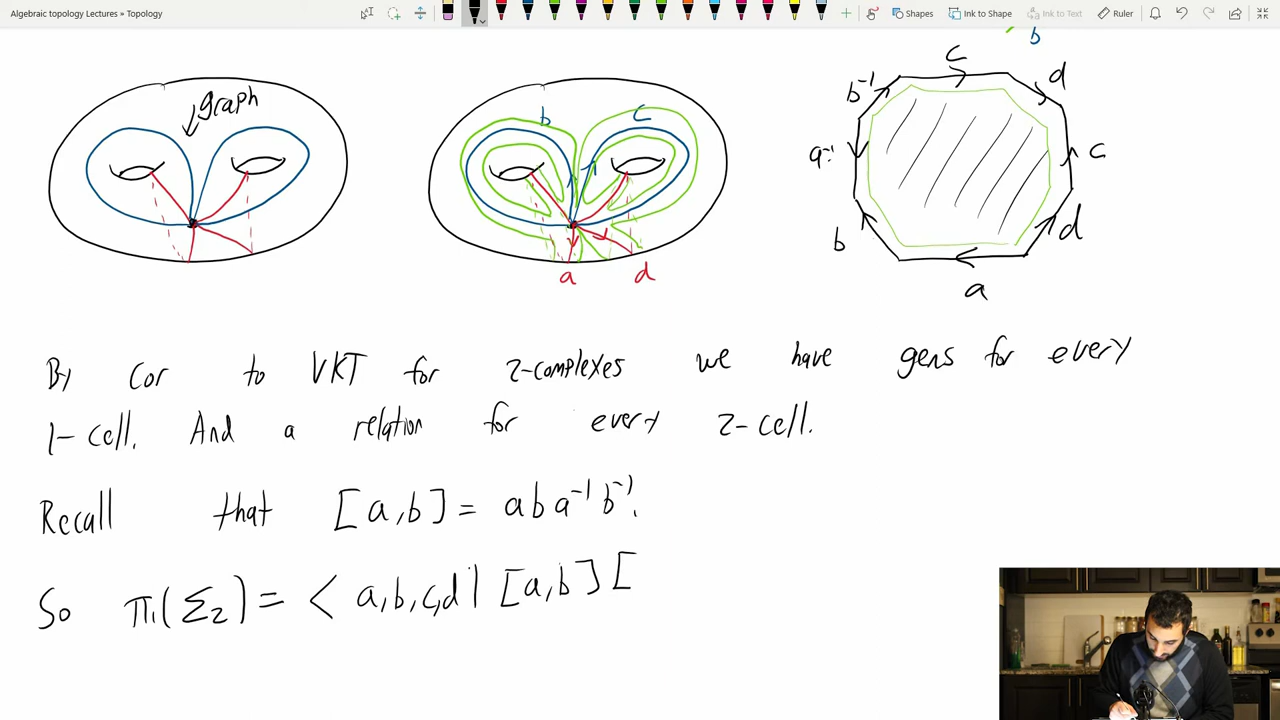 Algebraic topology Lectures » Topology
Shapes Ink to Shape Ink to Text Ruler
graph
b c
a d
b
c
d
b⁻¹
a⁻¹
c
b
d
a
By Cor to VKT for 2-complexes we have gens for every
1-cell. And a relation for every 2-cell.
Recall that [a,b] = aba⁻¹b⁻¹.
So π₁(Σ₂) = < a,b,c,d | [a,b] [